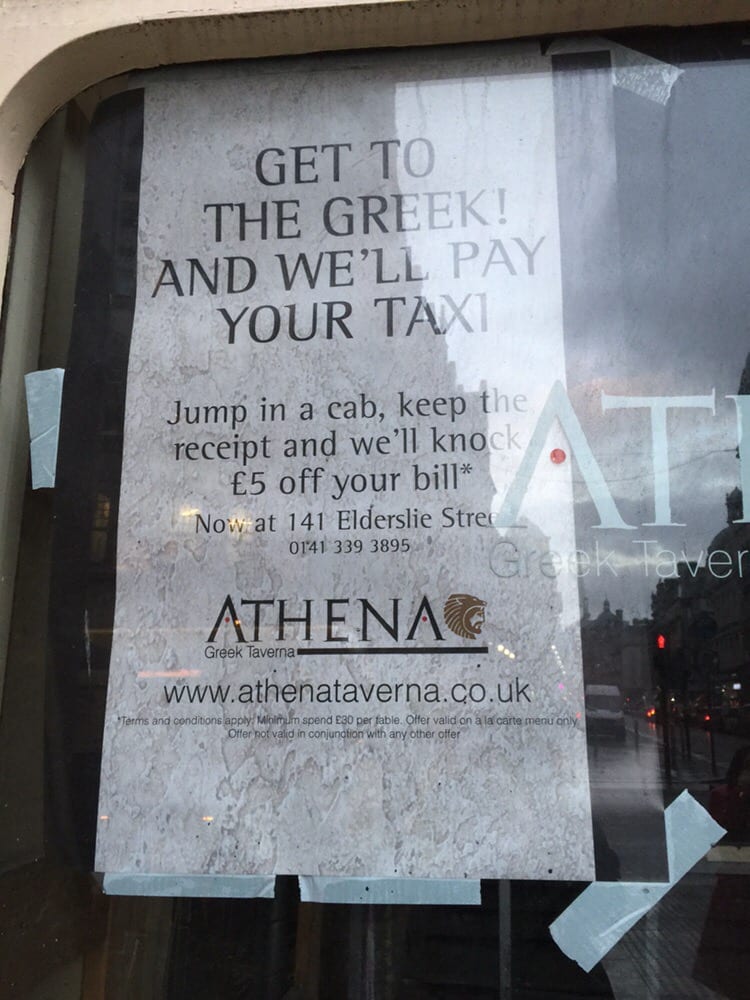 GET TO
THE GREEK!
AND WE'LL PAY
YOUR TAXI
Jump in a cab, keep the
receipt and we'll knock
£5 off your bill*
Now at 141 Elderslie Stree
0141 339 3895
ATHENA
Greek Taverna
www.athenataverna.co.uk
*Terms and conditions apply. Minimum spend £30 per table. Offer valid on a la carte menu only
Offer not valid in conjunction with any other offer
ATH
Greek Taver